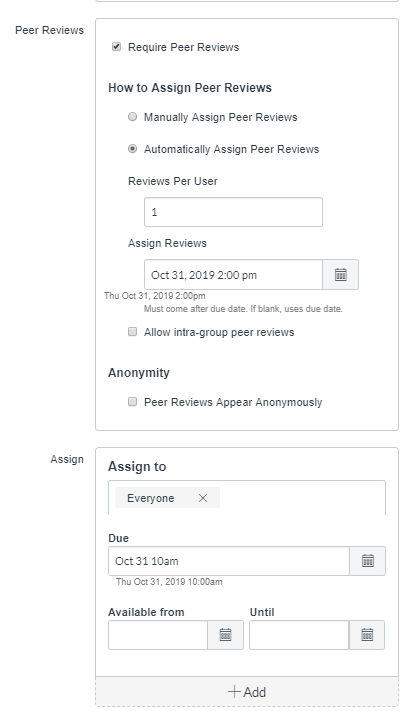 Peer Reviews
Require Peer Reviews
How to Assign Peer Reviews
Manually Assign Peer Reviews
Automatically Assign Peer Reviews
Reviews Per User
1
Assign Reviews
Oct 31, 2019 2:00 pm
Thu Oct 31, 2019 2:00pm
Must come after due date. If blank, uses due date.
Allow intra-group peer reviews
Anonymity
Peer Reviews Appear Anonymously
Assign
Assign to
Everyone
Due
Oct 31 10am
Thu Oct 31, 2019 10:00am
Available from Until
+ Add